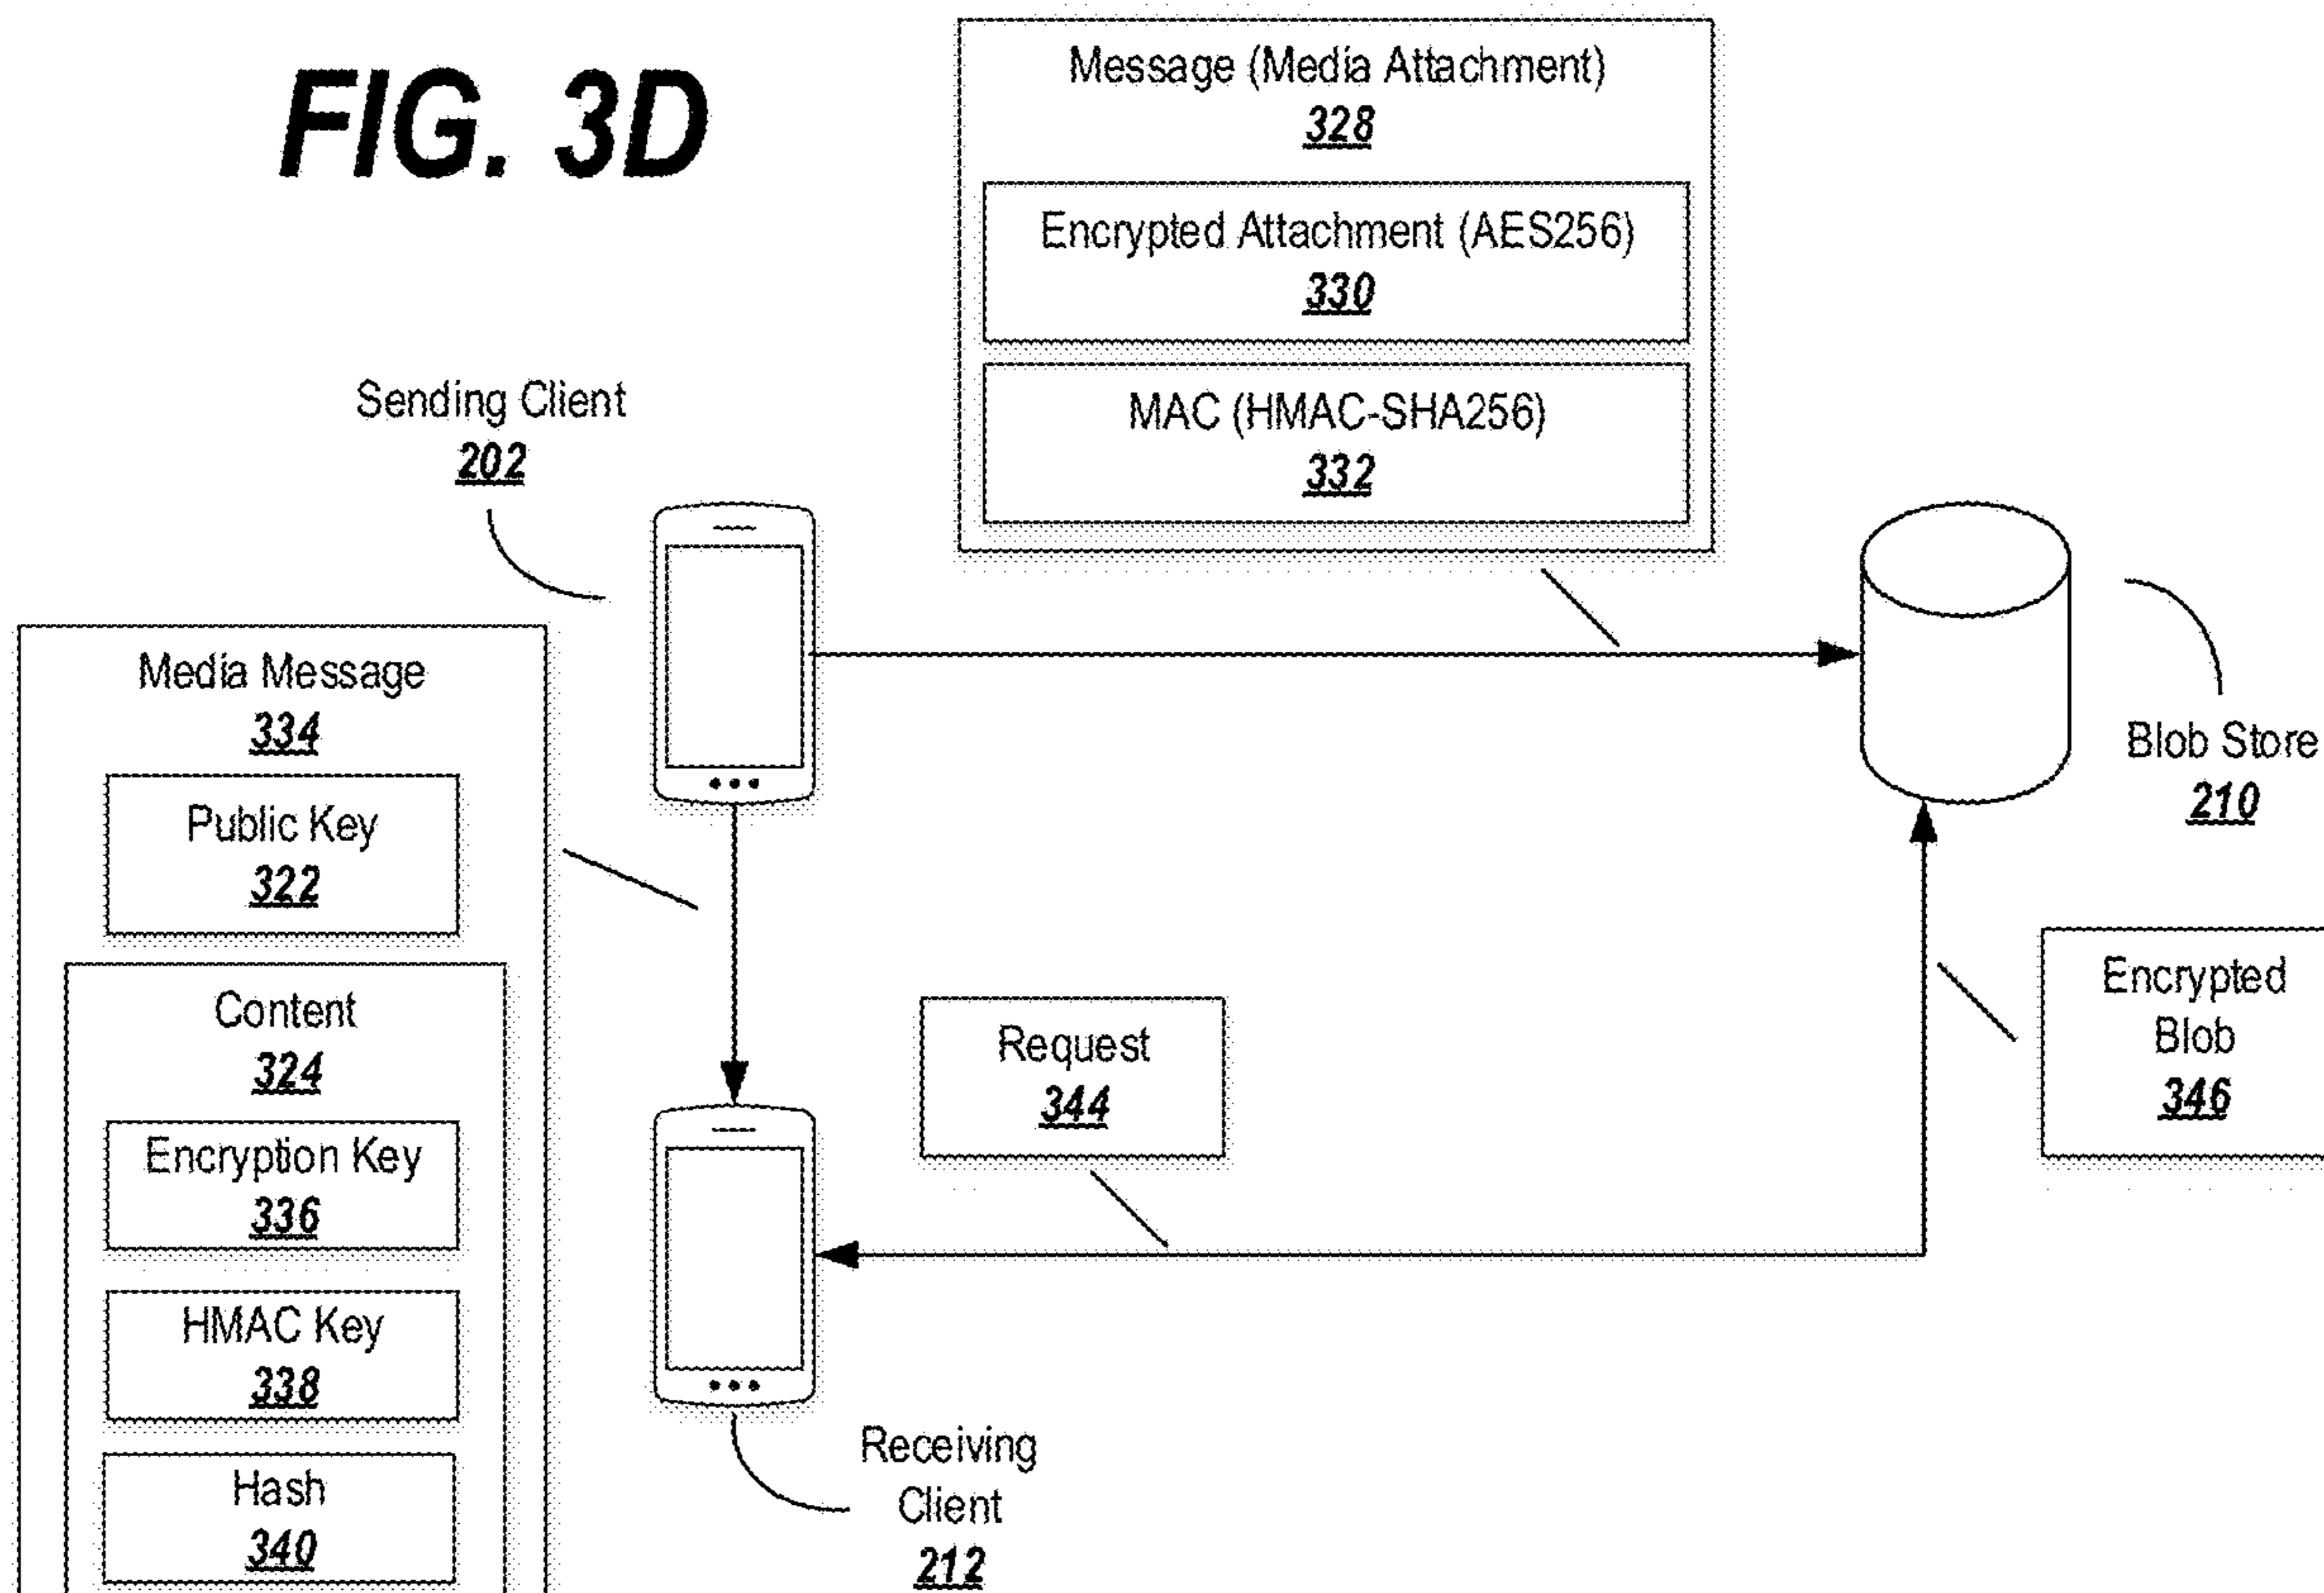 FIG. 3D
Message (Media Attachment)
328
Encrypted Attachment (AES256)
330
MAC (HMAC-SHA256)
332
Sending Client
202
Media Message
334
Public Key
322
Content
324
Encryption Key
336
HMAC Key
338
Hash
340
Blob Store
210
Request
344
Encrypted
Blob
346
Receiving
Client
212